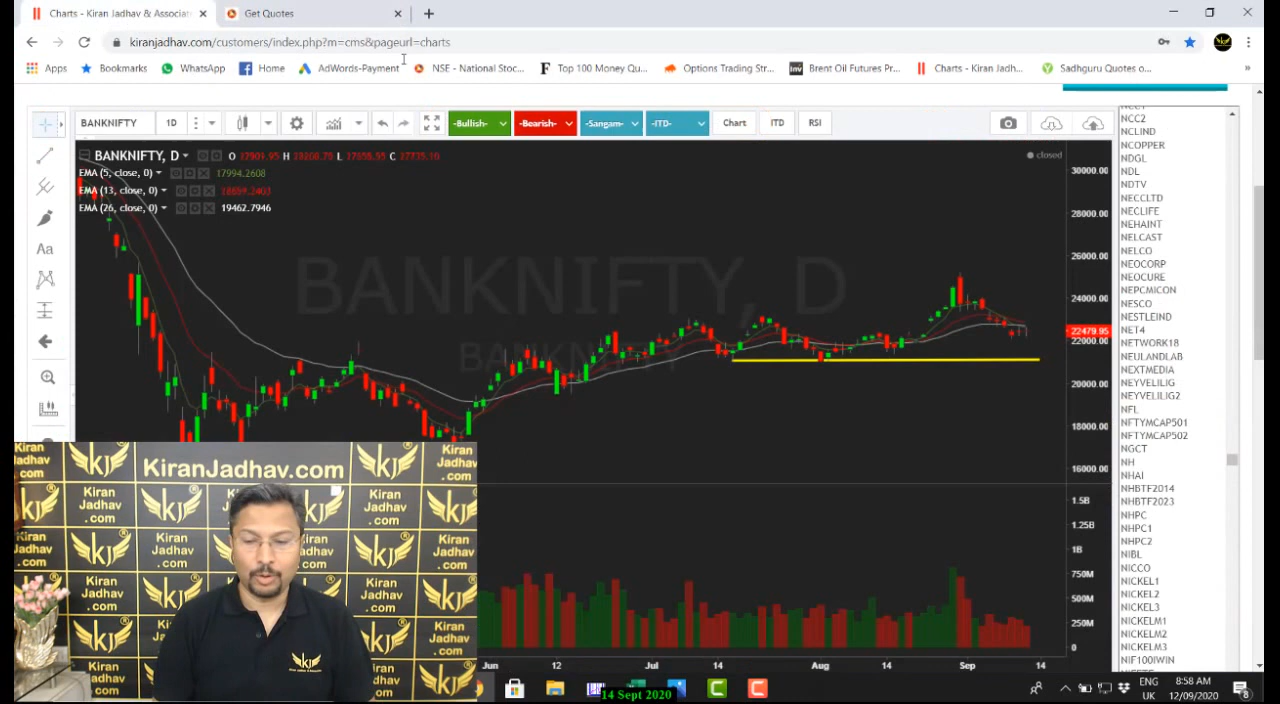 Charts - Kiran Jadhav & Associat
Get Quotes
kiranjadhav.com/customers/index.php?m=cms&pageurl=charts
Apps
Bookmarks
WhatsApp
Home
AdWords-Payment
NSE - National Stoc...
Top 100 Money Qu...
Options Trading Str...
Brent Oil Futures Pr...
Charts - Kiran Jadh...
Sadhguru Quotes o...
BANKNIFTY
1D
-Bullish-
-Bearish-
-Sangam-
-ITD-
Chart
ITD
RSI
BANKNIFTY, D
closed
EMA (5, close, 0) 17994.2608
EMA (13, close, 0)
EMA (26, close, 0) 19462.7946
BANKNIFTY, D
BANKNIFTY
30000.00
28000.00
26000.00
24000.00
22479.95
22000.00
20000.00
18000.00
16000.00
1.5B
1.25B
1B
750M
500M
250M
0
Jun
12
Jul
14
Aug
14
Sep
14
NCC2
NCLIND
NCOPPER
NDGL
NDL
NDTV
NECCLTD
NECLIFE
NEHAINT
NELCAST
NELCO
NEOCORP
NEOCURE
NEPCMICON
NESCO
NESTLEIND
NET4
NETWORK18
NEULANDLAB
NEXTMEDIA
NEYVELILIG
NEYVELILIG2
NFL
NFTYMCAP501
NFTYMCAP502
NGCT
NH
NHAI
NHBTF2014
NHBTF2023
NHPC
NHPC1
NHPC2
NIBL
NICCO
NICKEL1
NICKEL2
NICKEL3
NICKELM1
NICKELM2
NICKELM3
NIF100IWIN
KiranJadhav.com
Kiran
Jadhav
.com
14 Sept 2020
ENG
UK
8:58 AM
12/09/2020